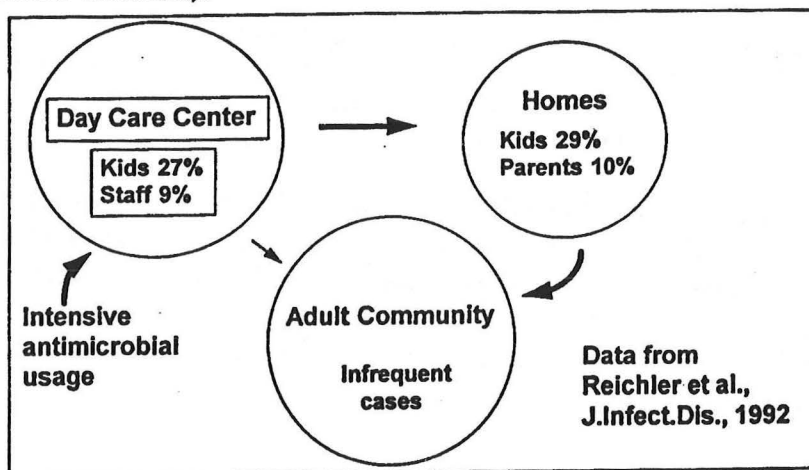 Day Care Center
Kids 27%
Staff 9%
Homes
Kids 29%
Parents 10%
Intensive
antimicrobial
usage
Adult Community
Infrequent
cases
Data from
Reichler et al.,
J.Infect.Dis., 1992